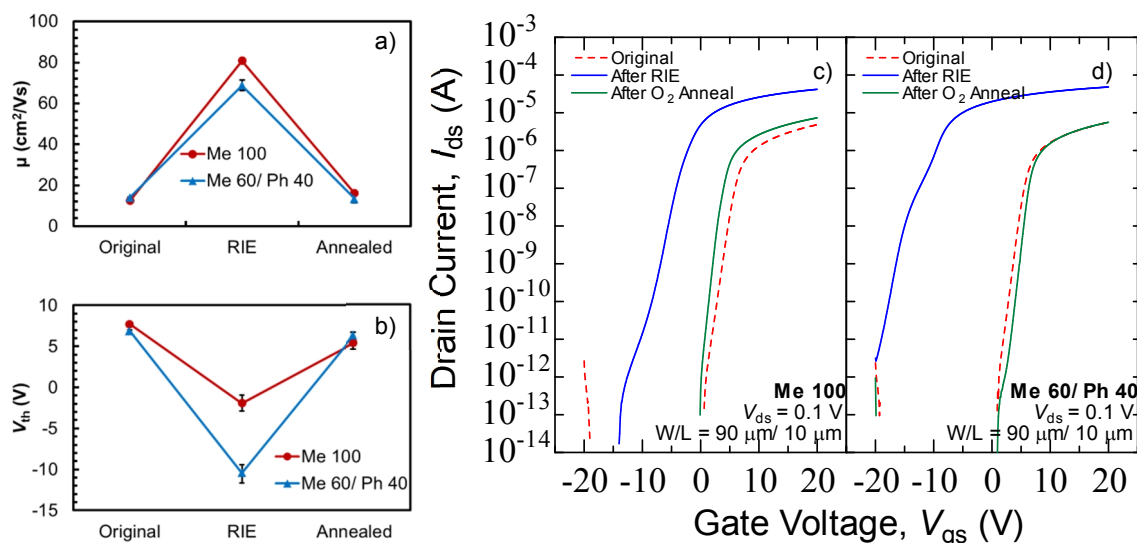 a)
100
80
60
40
20
0
μ (cm²/Vs)
Me 100
Me 60/ Ph 40
Original RIE Annealed
b)
10
5
0
-5
-10
-15
Vth (V)
Me 100
Me 60/ Ph 40
Original RIE Annealed
Drain Current, Ids (A)
10⁻³
10⁻⁴
10⁻⁵
10⁻⁶
10⁻⁷
10⁻⁸
10⁻⁹
10⁻¹⁰
10⁻¹¹
10⁻¹²
10⁻¹³
10⁻¹⁴
Original
After RIE
After O₂ Anneal
c)
Me 100
Vds = 0.1 V
W/L = 90 μm/ 10 μm
-20 -10 0 10 20
Original
After RIE
After O₂ Anneal
d)
Me 60/ Ph 40
Vds = 0.1 V
W/L = 90 μm/ 10 μm
-20 -10 0 10 20
Gate Voltage, Vgs (V)